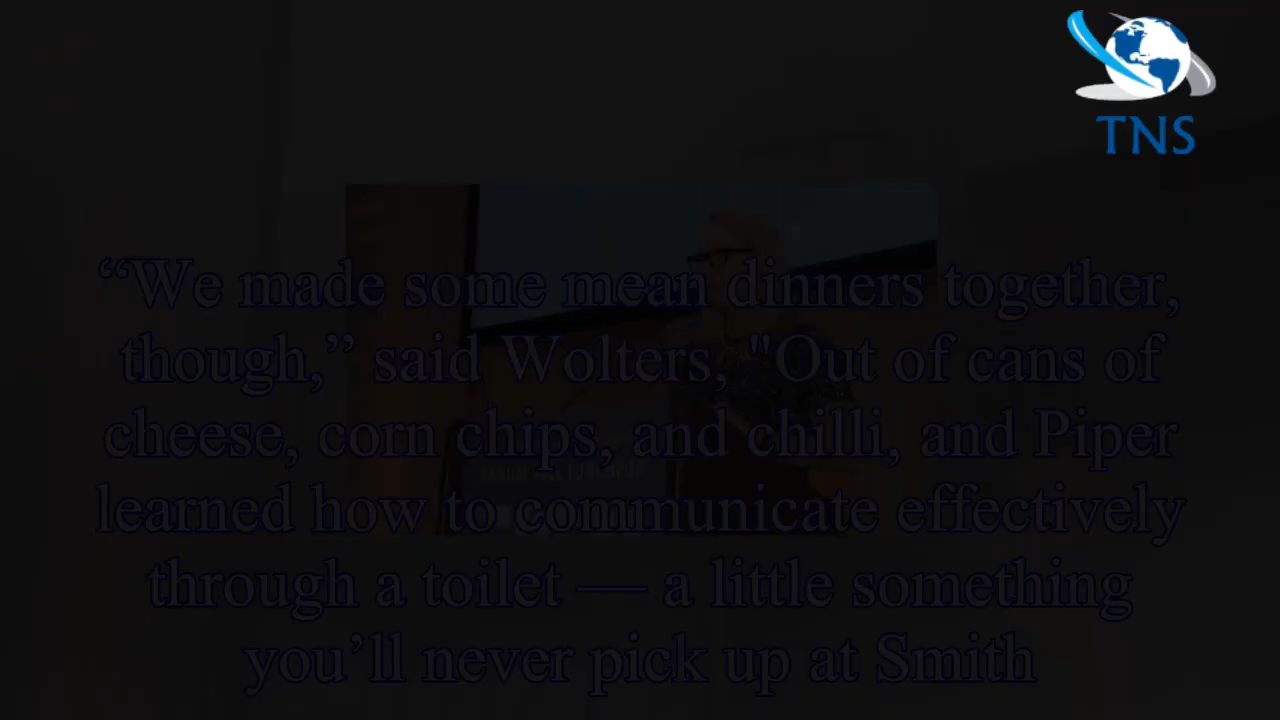 TNS
“We made some mean dinners together,
though,” said Wolters, "Out of cans of
cheese, corn chips, and chilli, and Piper
learned how to communicate effectively
through a toilet — a little something
you’ll never pick up at Smith